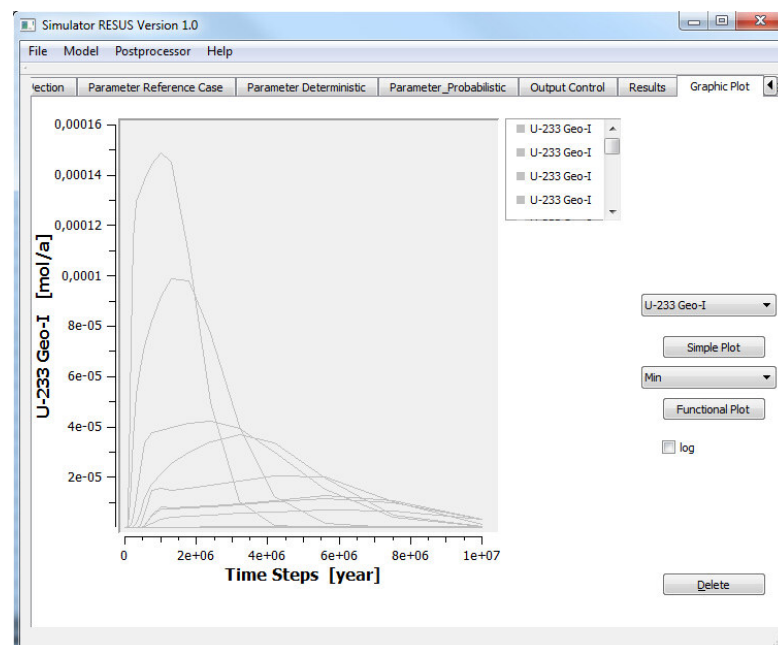 Simulator RESUS Version 1.0
File Model Postprocessor Help
lection Parameter Reference Case Parameter Deterministic Parameter_Probabilistic Output Control Results Graphic Plot
U-233 Geo-I
U-233 Geo-I
U-233 Geo-I
U-233 Geo-I
U-233 Geo-I [mol/a]
0,00016
0,00014
0,00012
0,0001
8e-05
6e-05
4e-05
2e-05
0 2e+06 4e+06 6e+06 8e+06 1e+07
Time Steps [year]
U-233 Geo-I
Simple Plot
Min
Functional Plot
log
Delete